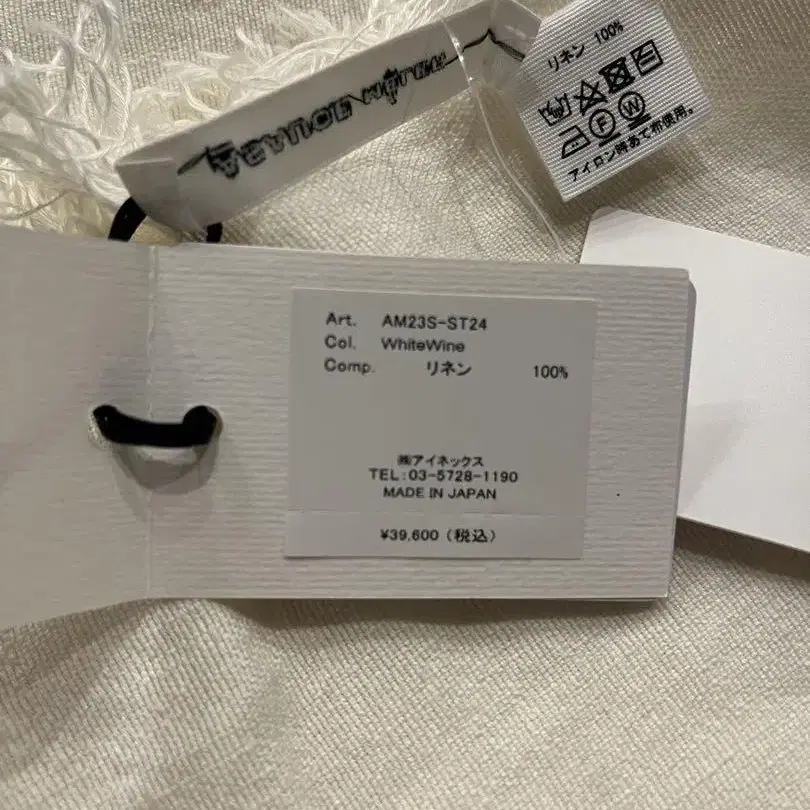 リネン 100%
アイロン時あて布使用。
Art. AM23S-ST24
Col. WhiteWine
Comp. リネン 100%
㈱アイネックス
TEL:03-5728-1190
MADE IN JAPAN
¥39,600 (税込)